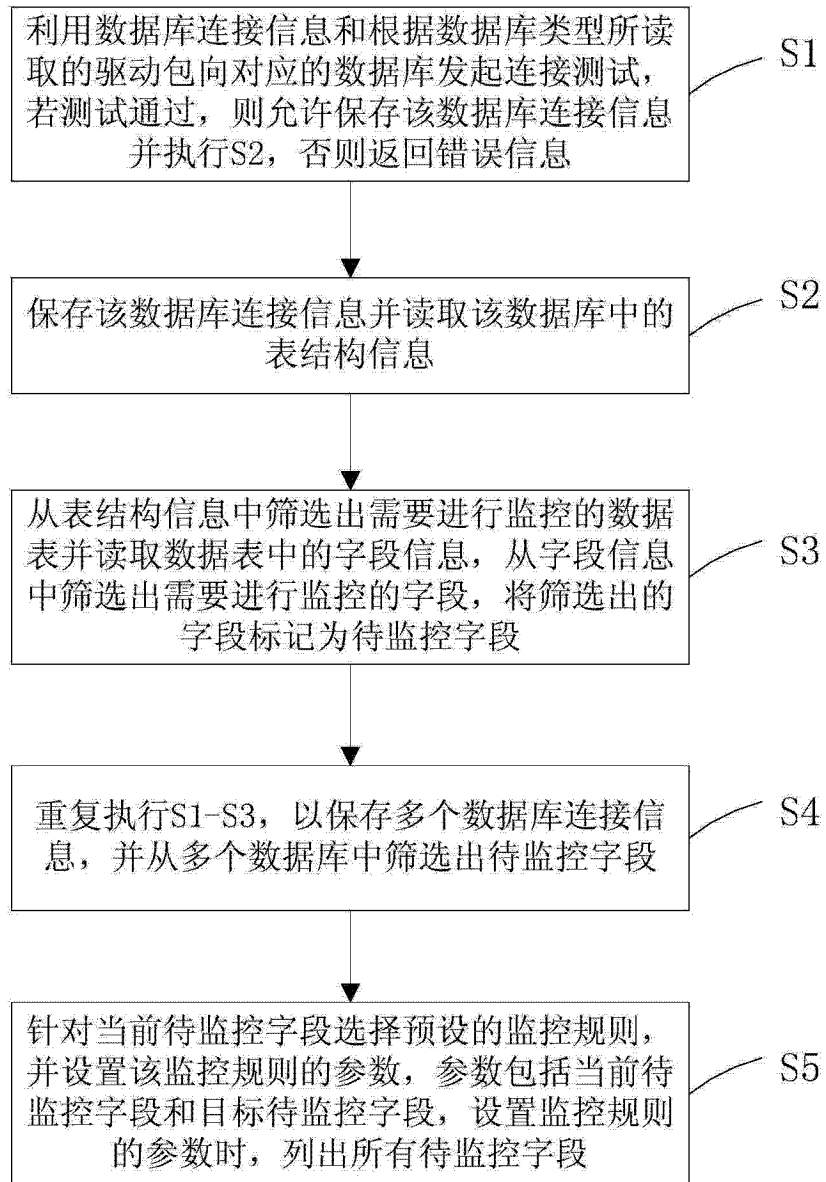 利用数据库连接信息和根据数据库类型所读
取的驱动包向对应的数据库发起连接测试，
若测试通过，则允许保存该数据库连接信息
并执行S2，否则返回错误信息
S1
保存该数据库连接信息并读取该数据库中的
表结构信息
S2
从表结构信息中筛选出需要进行监控的数据
表并读取数据表中的字段信息，从字段信息
中筛选出需要进行监控的字段，将筛选出的
字段标记为待监控字段
S3
重复执行S1-S3，以保存多个数据库连接信
息，并从多个数据库中筛选出待监控字段
S4
针对当前待监控字段选择预设的监控规则，
并设置该监控规则的参数，参数包括当前待
监控字段和目标待监控字段，设置监控规则
的参数时，列出所有待监控字段
S5